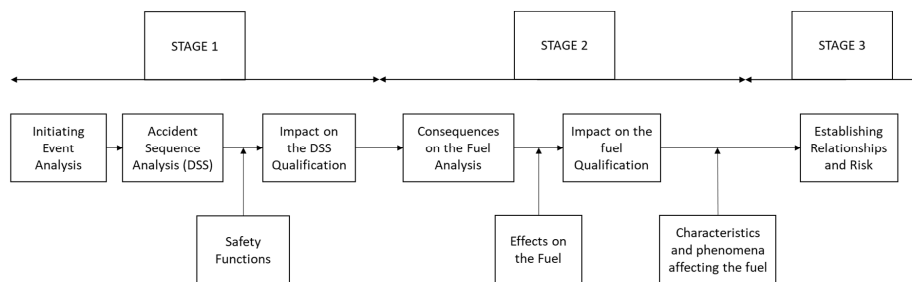 STAGE 1
STAGE 2
STAGE 3
Initiating
Event
Analysis
Accident
Sequence
Analysis (DSS)
Impact on
the DSS
Qualification
Consequences
on the Fuel
Analysis
Impact on the
fuel
Qualification
Establishing
Relationships
and Risk
Safety
Functions
Effects on
the Fuel
Characteristics
and phenomena
affecting the fuel